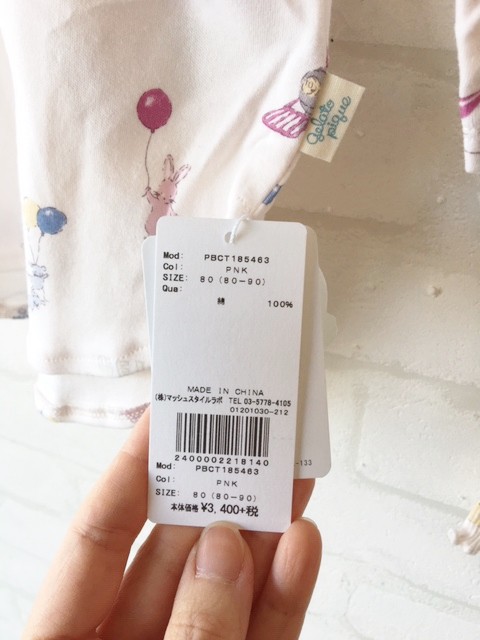 gelato
pique
Mod: PBCT185463
Col: PNK
SIZE: 80 (80-90)
Qua:
綿 100%
MADE IN CHINA
(株)マッシュスタイルラボ TEL 03-5778-4105
01201030-212
2400002218140
Mod: PBCT185463
Col: PNK
SIZE: 80 (80-90)
本体価格 ¥3,400+税
-133